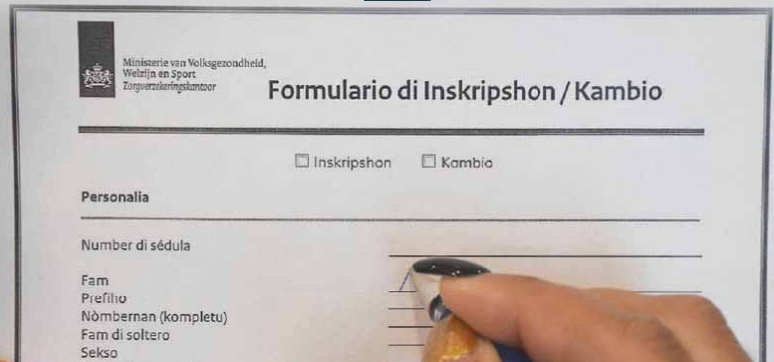 Ministerie van Volksgezondheid,
Welzijn en Sport
Zorgverzekeringskantoor
Formulario di Inskripshon / Kambio
Inskripshon
Kambio
Personalia
Number di sédula
Fam
Prefiho
Nòmbernan (kompletu)
Fam di soltero
Sekso